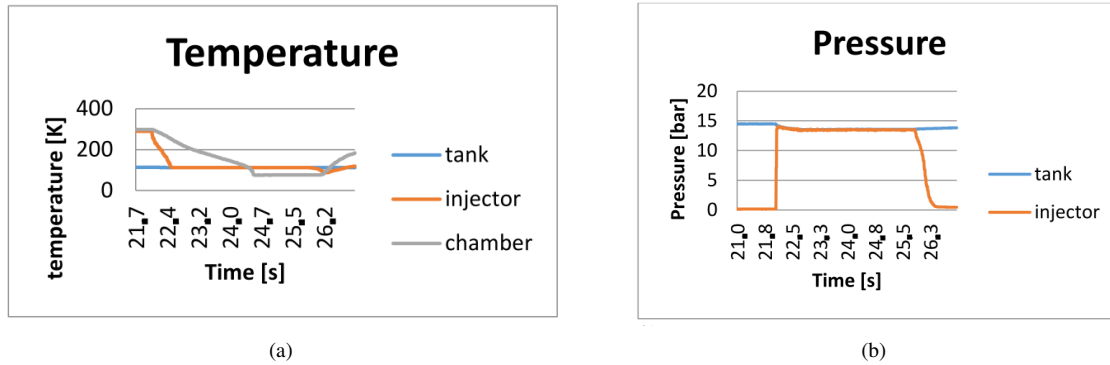 Temperature
temperature [K]
400
200
0
21.7
22.4
23.2
24.0
24.7
25.5
26.2
Time [s]
tank
injector
chamber
(a)
Pressure
Pressure [bar]
20
15
10
5
0
21.0
21.8
22.5
23.3
24.0
24.8
25.5
26.3
Time [s]
tank
injector
(b)